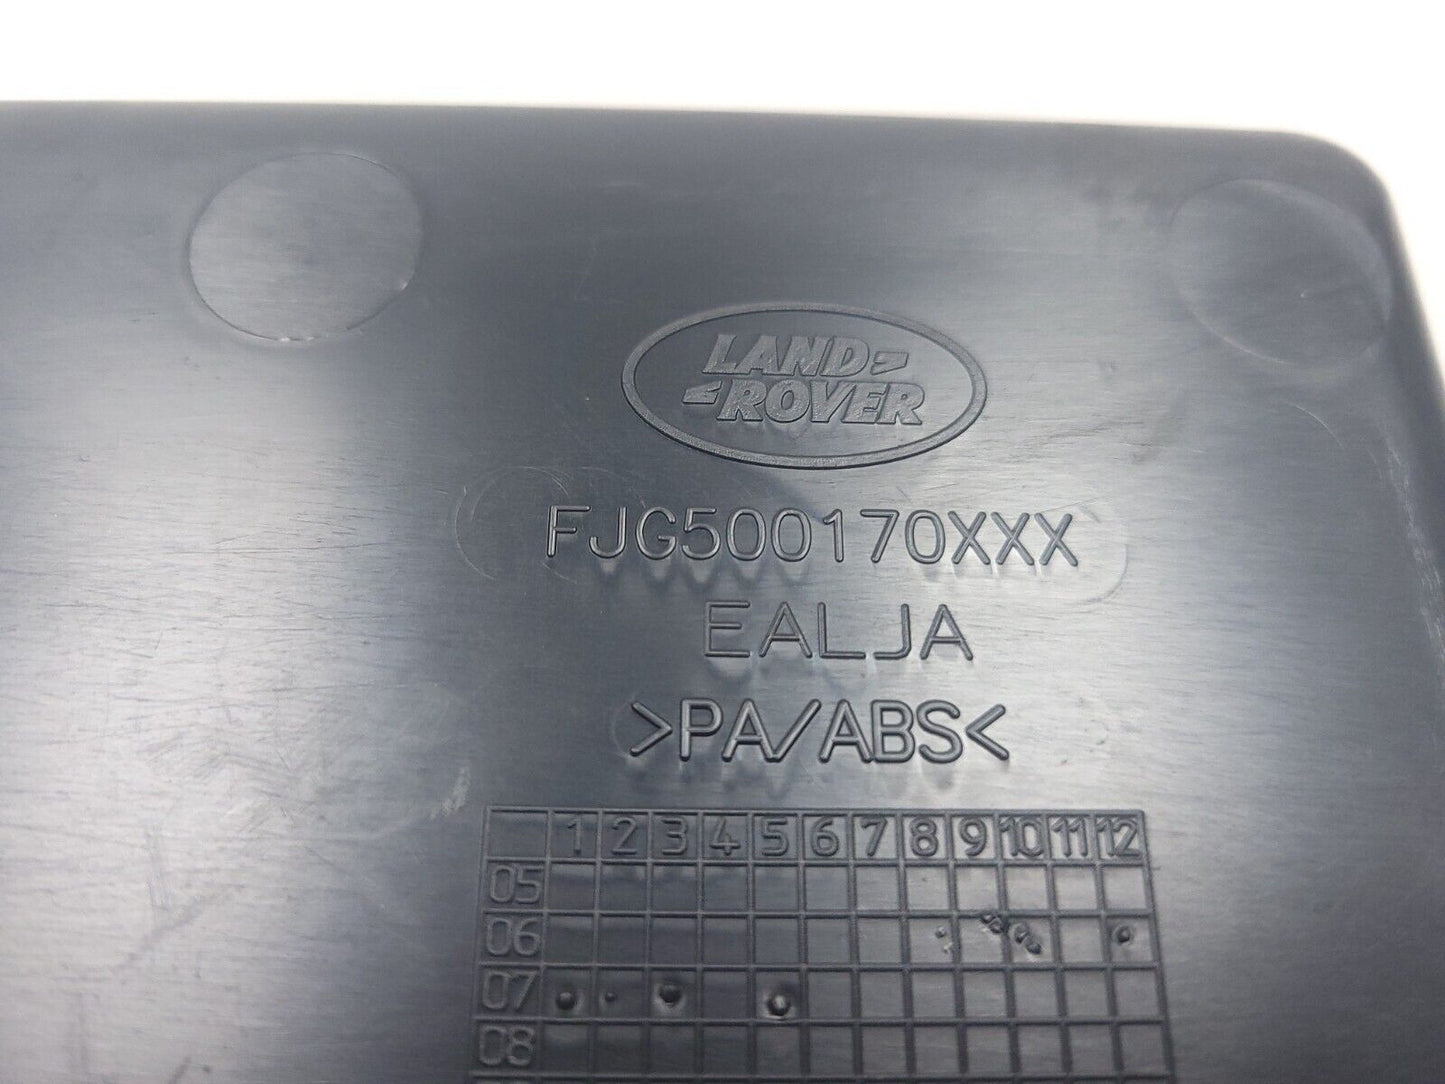 LAND
ROVER
FJG500170XXX
EALJA
>PA/ABS<
1 2 3 4 5 6 7 8 9 10 11 12
05
06
07
08